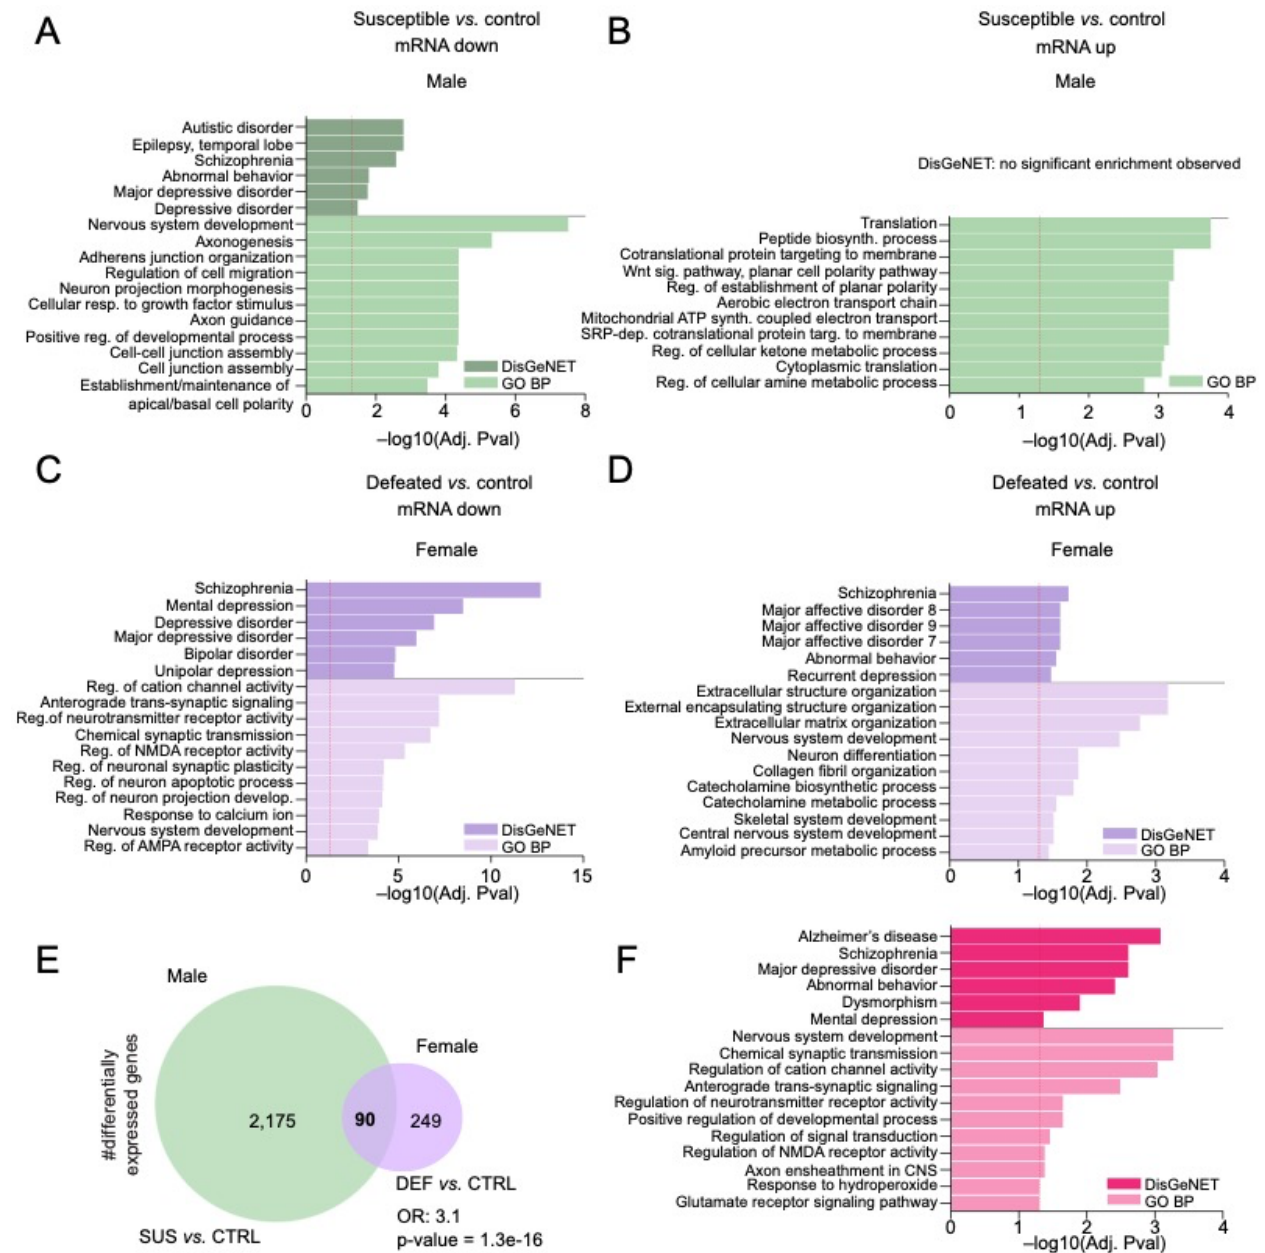 A
Susceptible vs. control
mRNA down
Male
Autistic disorder
Epilepsy, temporal lobe
Schizophrenia
Abnormal behavior
Major depressive disorder
Depressive disorder
Nervous system development
Axonogenesis
Adherens junction organization
Regulation of cell migration
Neuron projection morphogenesis
Cellular resp. to growth factor stimulus
Axon guidance
Positive reg. of developmental process
Cell-cell junction assembly
Cell junction assembly
Establishment/maintenance of
apical/basal cell polarity
DisGeNET
GO BP
0 2 4 6 8
–log10(Adj. Pval)
B
Susceptible vs. control
mRNA up
Male
DisGeNET: no significant enrichment observed
Translation
Peptide biosynth. process
Cotranslational protein targeting to membrane
Wnt sig. pathway, planar cell polarity pathway
Reg. of establishment of planar polarity
Aerobic electron transport chain
Mitochondrial ATP synth. coupled electron transport
SRP-dep. cotranslational protein targ. to membrane
Reg. of cellular ketone metabolic process
Cytoplasmic translation
Reg. of cellular amine metabolic process
GO BP
0 1 2 3 4
–log10(Adj. Pval)
C
Defeated vs. control
mRNA down
Female
Schizophrenia
Mental depression
Depressive disorder
Major depressive disorder
Bipolar disorder
Unipolar depression
Reg. of cation channel activity
Anterograde trans-synaptic signaling
Reg.of neurotransmitter receptor activity
Chemical synaptic transmission
Reg. of NMDA receptor activity
Reg. of neuronal synaptic plasticity
Reg. of neuron apoptotic process
Reg. of neuron projection develop.
Response to calcium ion
Nervous system development
Reg. of AMPA receptor activity
DisGeNET
GO BP
0 5 10 15
–log10(Adj. Pval)
D
Defeated vs. control
mRNA up
Female
Schizophrenia
Major affective disorder 8
Major affective disorder 9
Major affective disorder 7
Abnormal behavior
Recurrent depression
Extracellular structure organization
External encapsulating structure organization
Extracellular matrix organization
Nervous system development
Neuron differentiation
Collagen fibril organization
Catecholamine biosynthetic process
Catecholamine metabolic process
Skeletal system development
Central nervous system development
Amyloid precursor metabolic process
DisGeNET
GO BP
0 1 2 3 4
–log10(Adj. Pval)
E
Male
Female
#differentially
expressed genes
2,175
90
249
DEF vs. CTRL
OR: 3.1
p-value = 1.3e-16
SUS vs. CTRL
F
Alzheimer's disease
Schizophrenia
Major depressive disorder
Abnormal behavior
Dysmorphism
Mental depression
Nervous system development
Chemical synaptic transmission
Regulation of cation channel activity
Anterograde trans-synaptic signaling
Regulation of neurotransmitter receptor activity
Positive regulation of developmental process
Regulation of signal transduction
Regulation of NMDA receptor activity
Axon ensheathment in CNS
Response to hydroperoxide
Glutamate receptor signaling pathway
DisGeNET
GO BP
0 1 2 3 4
–log10(Adj. Pval)